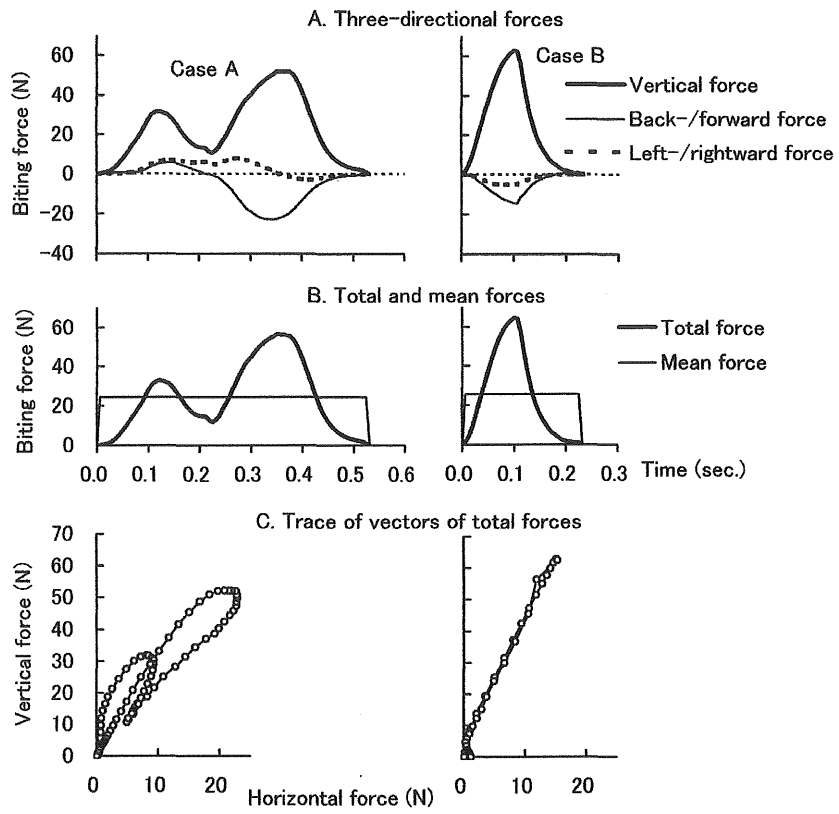 A. Three-directional forces
Biting force (N)
60
40
20
0
-20
-40
Case A
Case B
Vertical force
Back-/forward force
Left-/rightward force
B. Total and mean forces
Biting force (N)
60
40
20
0
Total force
Mean force
0.0 0.1 0.2 0.3 0.4 0.5 0.6
0.0 0.1 0.2 0.3
Time (sec.)
C. Trace of vectors of total forces
Vertical force (N)
70
60
50
40
30
20
10
0
0 10 20
0 10 20
Horizontal force (N)